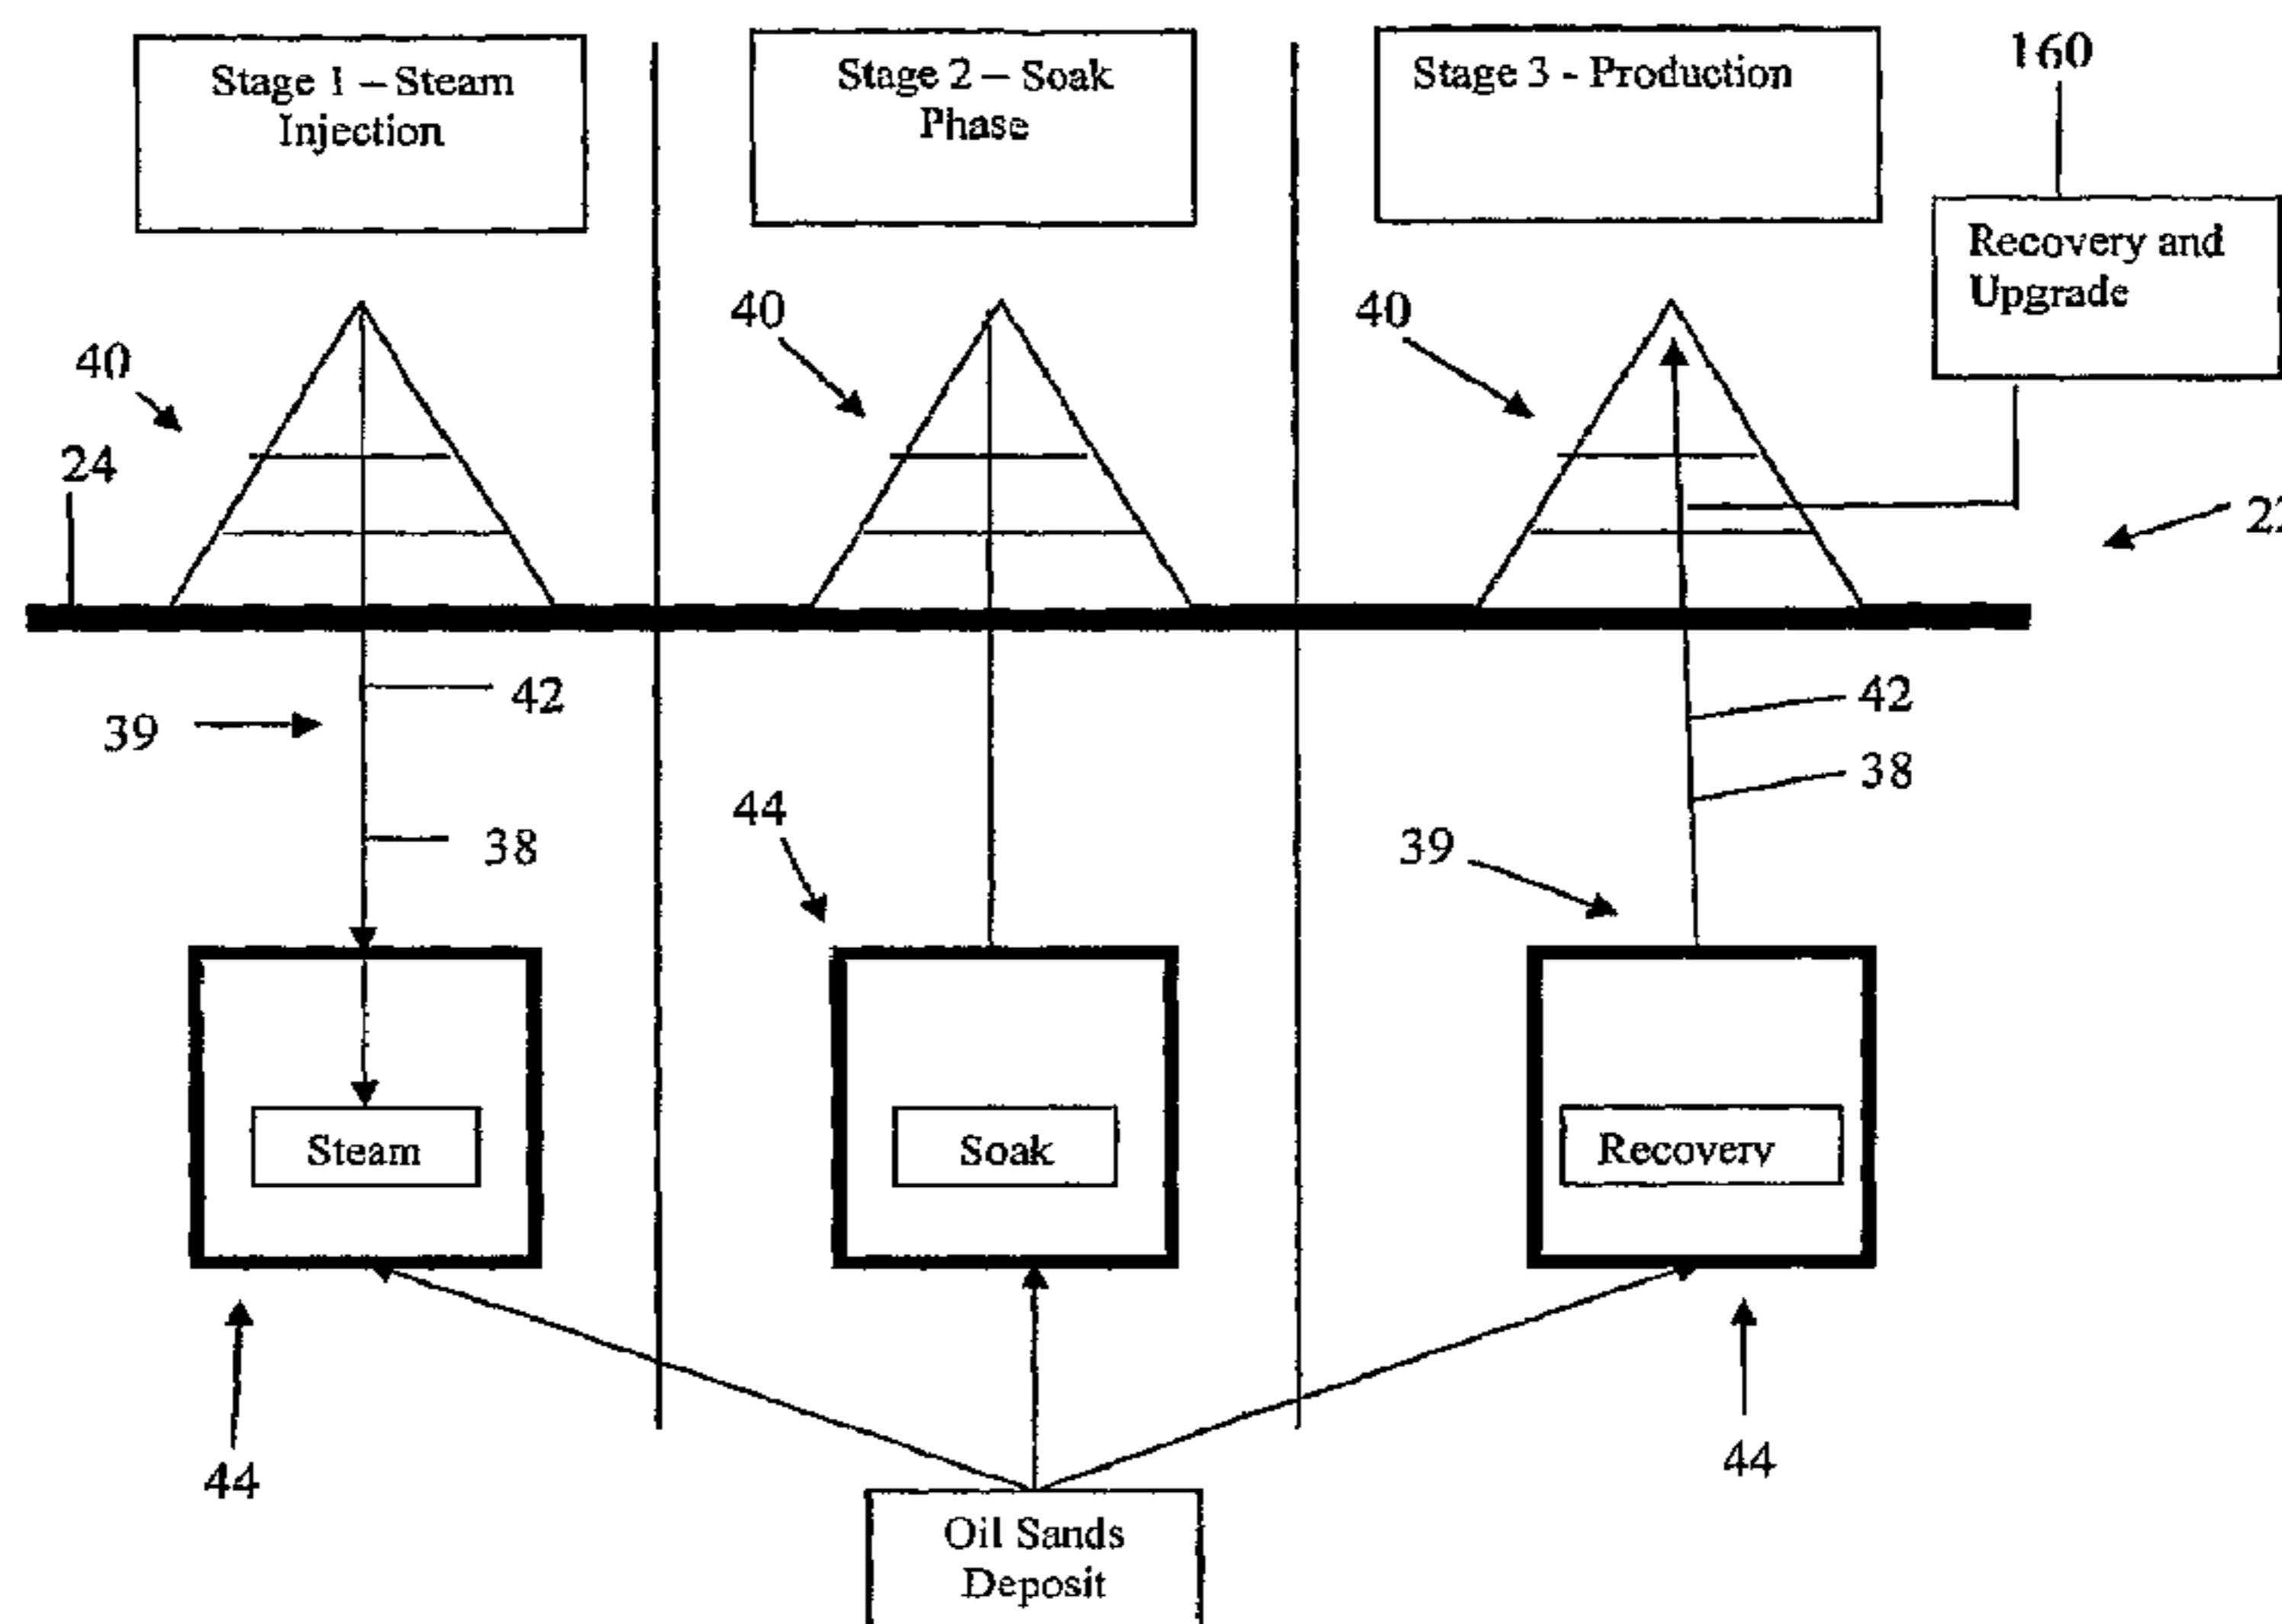 Stage 1 – Steam
Injection
Stage 2 – Soak
Phase
Stage 3 - Production
160
Recovery and
Upgrade
40
40
40
24
42
39
38
44
42
38
39
Steam
Soak
Recovery
44
44
Oil Sands
Deposit